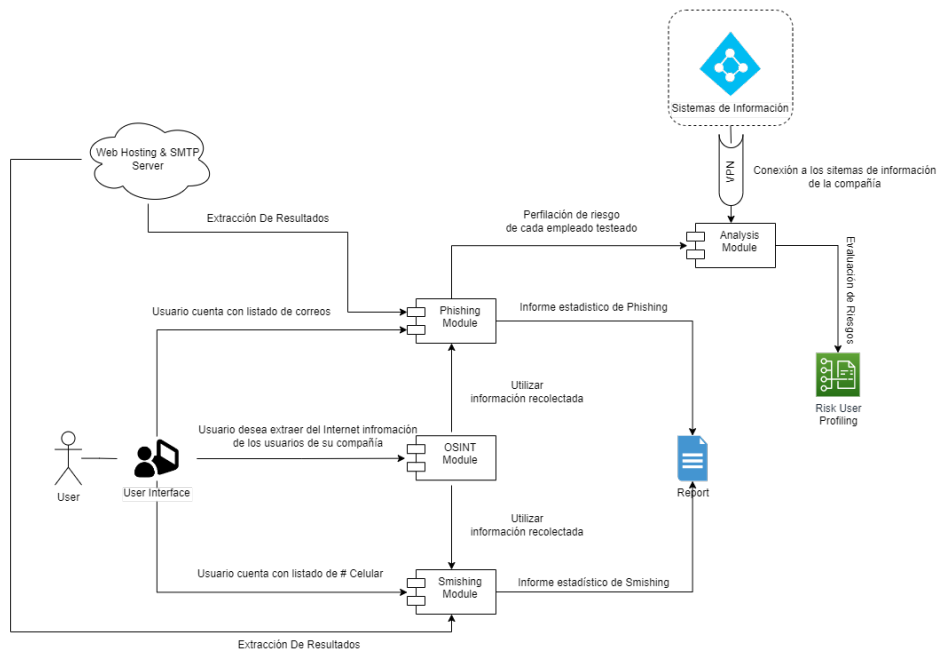 Sistemas de Información
Web Hosting & SMTP
Server
VPN
Conexión a los sitemas de información
de la compañía
Extracción De Resultados
Perfilación de riesgo
de cada empleado testeado
Analysis
Module
Evaluación de Riesgos
Usuario cuenta con listado de correos
Phishing
Module
Informe estadistico de Phishing
Utilizar
información recolectada
Risk User
Profiling
Usuario desea extraer del Internet infromación
de los usuarios de su compañía
OSINT
Module
User
User Interface
Report
Utilizar
información recolectada
Usuario cuenta con listado de # Celular
Smishing
Module
Informe estadístico de Smishing
Extracción De Resultados